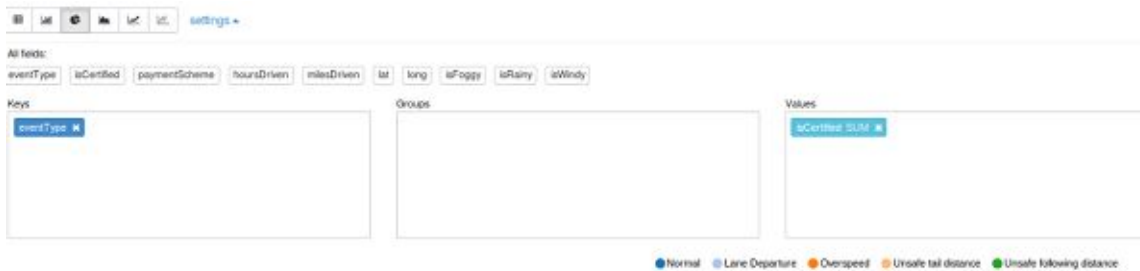 settings
All fields:
eventType isCertified paymentScheme hoursDriven milesDriven lat long isFoggy isRainy isWindy
Keys Groups Values
eventType isCertified SUM
Normal Lane Departure Overspeed Unsafe tail distance Unsafe following distance